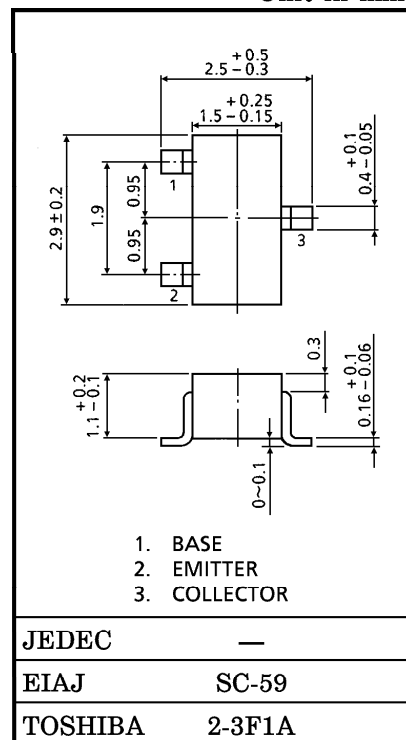 +0.5
2.5 – 0.3
+0.25
1.5 – 0.15
2.9 ± 0.2
1.9
0.95
0.95
1
2
3
+0.1
0.4 – 0.05
+0.2
1.1 – 0.1
0.3
+0.1
0.16 – 0.06
0~0.1
1. BASE
2. EMITTER
3. COLLECTOR
JEDEC —
EIAJ SC-59
TOSHIBA 2-3F1A